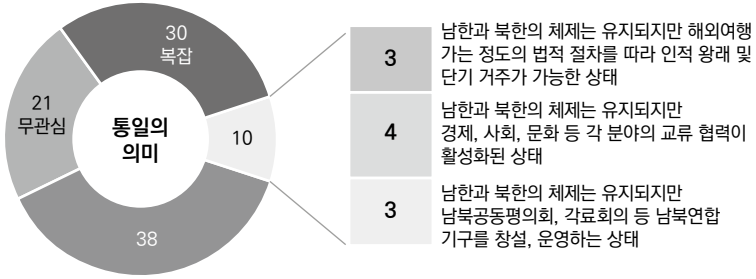 30
복잡
21
무관심
통일의
의미
10
38
3
남한과 북한의 체제는 유지되지만 해외여행
가는 정도의 법적 절차를 따라 인적 왕래 및
단기 거주가 가능한 상태
4
남한과 북한의 체제는 유지되지만
경제, 사회, 문화 등 각 분야의 교류 협력이
활성화된 상태
3
남한과 북한의 체제는 유지되지만
남북공동평의회, 각료회의 등 남북연합
기구를 창설, 운영하는 상태